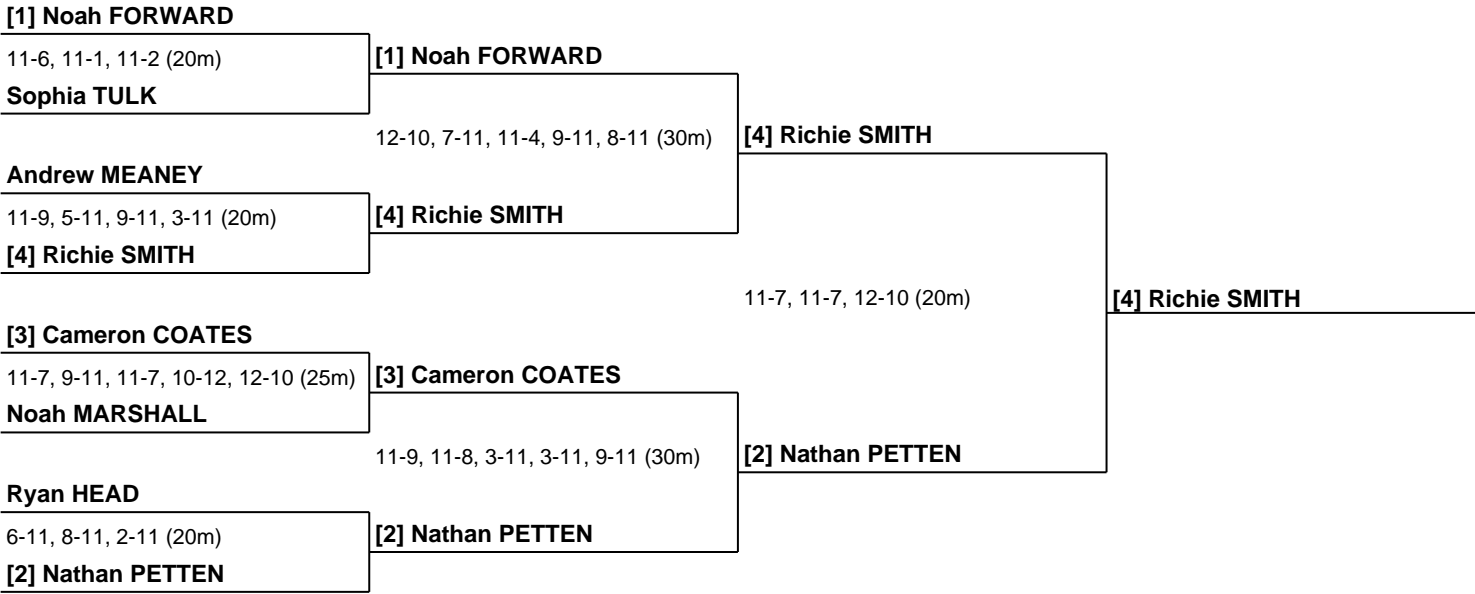 [1] Noah FORWARD
11-6, 11-1, 11-2 (20m)
Sophia TULK
[1] Noah FORWARD
12-10, 7-11, 11-4, 9-11, 8-11 (30m)
Andrew MEANEY
11-9, 5-11, 9-11, 3-11 (20m)
[4] Richie SMITH
[4] Richie SMITH
[4] Richie SMITH
11-7, 11-7, 12-10 (20m)
[4] Richie SMITH
[3] Cameron COATES
11-7, 9-11, 11-7, 10-12, 12-10 (25m)
Noah MARSHALL
[3] Cameron COATES
11-9, 11-8, 3-11, 3-11, 9-11 (30m)
[2] Nathan PETTEN
Ryan HEAD
6-11, 8-11, 2-11 (20m)
[2] Nathan PETTEN
[2] Nathan PETTEN